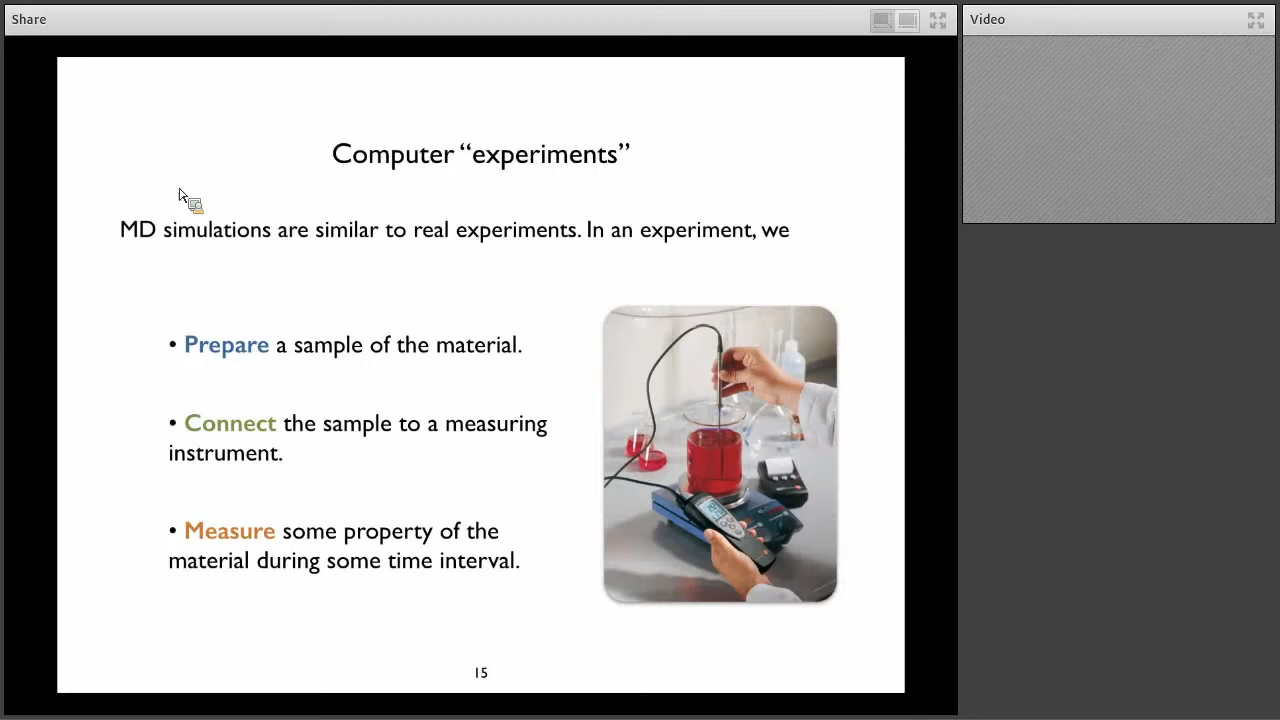 Share
Video
Computer “experiments”
MD simulations are similar to real experiments. In an experiment, we
• Prepare a sample of the material.
• Connect the sample to a measuring
instrument.
• Measure some property of the
material during some time interval.
15